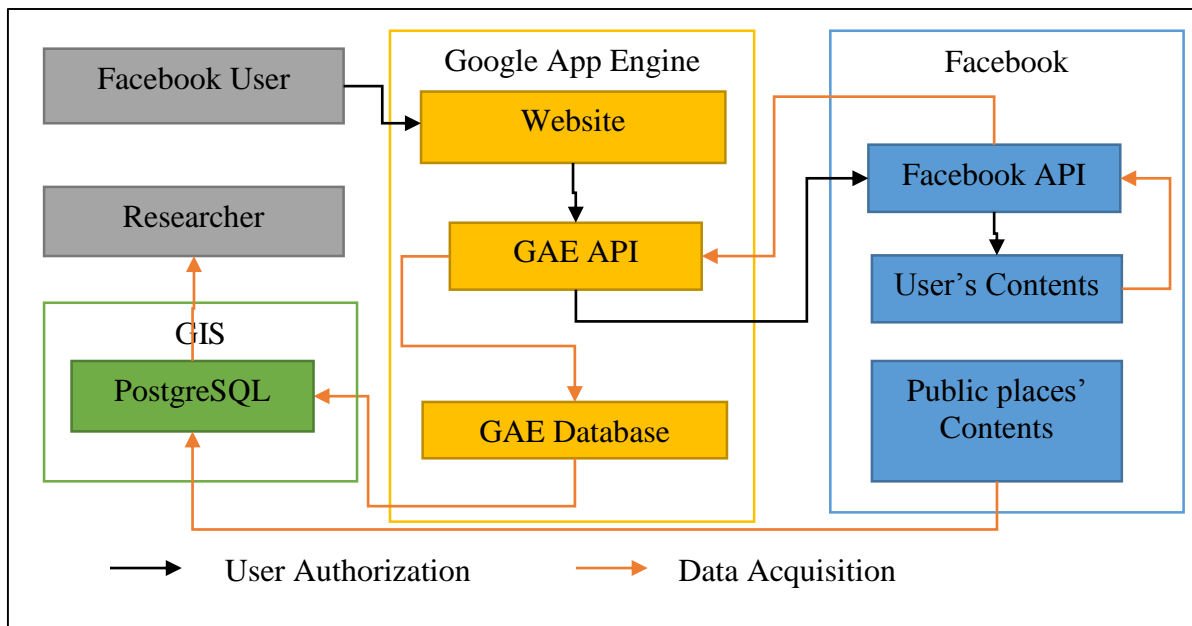 Facebook User
Google App Engine
Facebook
Website
Facebook API
Researcher
GAE API
User’s Contents
GIS
PostgreSQL
Public places’
Contents
GAE Database
User Authorization
Data Acquisition